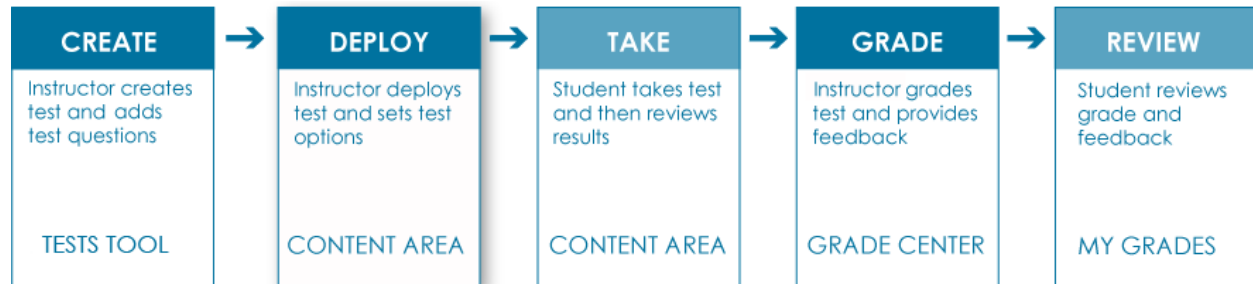 CREATE
Instructor creates
test and adds
test questions
TESTS TOOL
DEPLOY
Instructor deploys
test and sets test
options
CONTENT AREA
TAKE
Student takes test
and then reviews
results
CONTENT AREA
GRADE
Instructor grades
test and provides
feedback
GRADE CENTER
REVIEW
Student reviews
grade and
feedback
MY GRADES